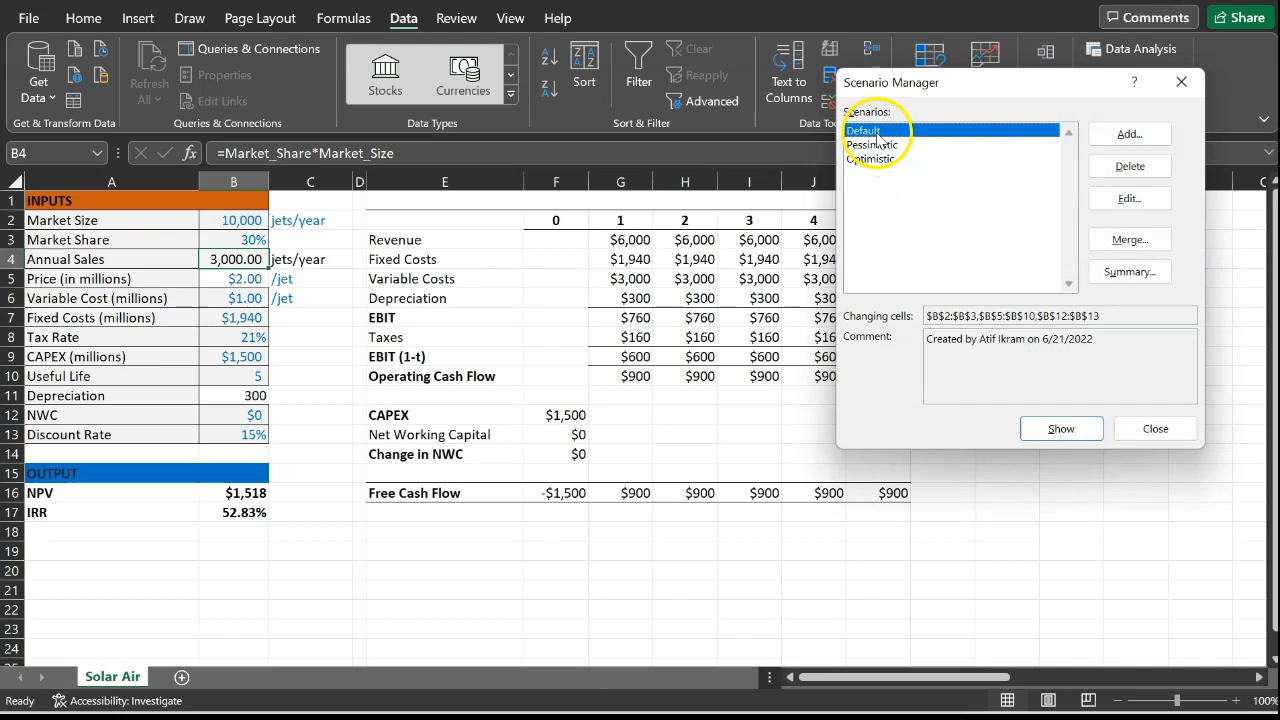 File Home Insert Draw Page Layout Formulas Data Review View Help Comments Share
Get Data
Refresh All
Queries & Connections
Properties
Edit Links
Stocks
Currencies
Sort
Filter
Clear
Reapply
Advanced
Text to Columns
Data Analysis
Get & Transform Data Queries & Connections Data Types Sort & Filter Data
B4 =Market_Share*Market_Size
A B C D E F G H I J
1 INPUTS
2 Market Size 10,000 jets/year 0 1 2 3 4
3 Market Share 30% Revenue $6,000 $6,000 $6,000
4 Annual Sales 3,000.00 jets/year Fixed Costs $1,940 $1,940 $1,940
5 Price (in millions) $2.00 /jet Variable Costs $3,000 $3,000 $3,000
6 Variable Cost (millions) $1.00 /jet Depreciation $300 $300 $300
7 Fixed Costs (millions) $1,940 EBIT $760 $760 $760
8 Tax Rate 21% Taxes $160 $160 $160
9 CAPEX (millions) $1,500 EBIT (1-t) $600 $600 $600
10 Useful Life 5 Operating Cash Flow $900 $900 $900
11 Depreciation 300
12 NWC $0 CAPEX $1,500
13 Discount Rate 15% Net Working Capital $0
14 Change in NWC $0
15 OUTPUT
16 NPV $1,518 Free Cash Flow -$1,500 $900 $900 $900 $900 $900
17 IRR 52.83%
18
19
20
21
22
23
24
Scenario Manager ?
Scenarios:
Default
Pessimistic
Optimistic
Add...
Delete
Edit...
Merge...
Summary...
Changing cells: $B$2:$B$3,$B$5:$B$10,$B$12:$B$13
Comment: Created by Atif Ikram on 6/21/2022
Show Close
Solar Air
Ready Accessibility: Investigate 100%